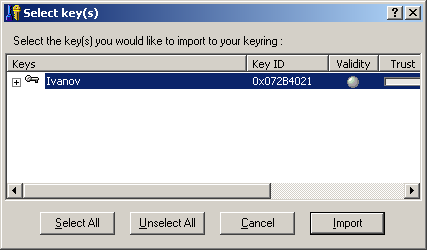 Select key(s)
Select the key(s) you would like to import to your keyring :
Keys Key ID Validity Trust
Ivanov 0x072B4021
Select All Unselect All Cancel Import